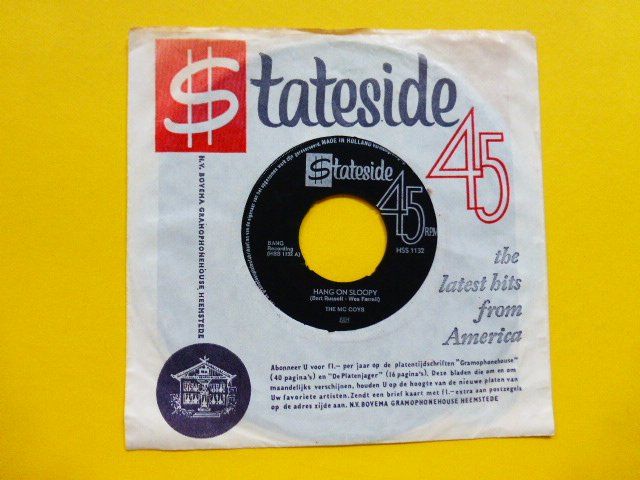 $tateside
45
N.V. BOVEMA GRAMOPHONEHOUSE HEEMSTEDE
MADE IN HOLLAND
$tateside
45
RPM
BANG
Recording
(HSS 1132 A)
HSS 1132
HANG ON SLOOPY
(Bert Russell - Wes Farrell)
THE MC COYS
the
latest hits
from
America
Abonneer U voor f1.— per jaar op de platentijdschriften "Gramophonehouse"
(40 pagina's) en "De Platenjager" (16 pagina's). Deze bladen die om en om
maandelijks verschijnen, houden U op de hoogte van de nieuwe platen van
Uw favoriete artisten. Zendt een brief kaart met f1.— extra aan postzegels
op de adres zijde aan. N.V. BOVEMA GRAMOPHONEHOUSE HEEMSTEDE